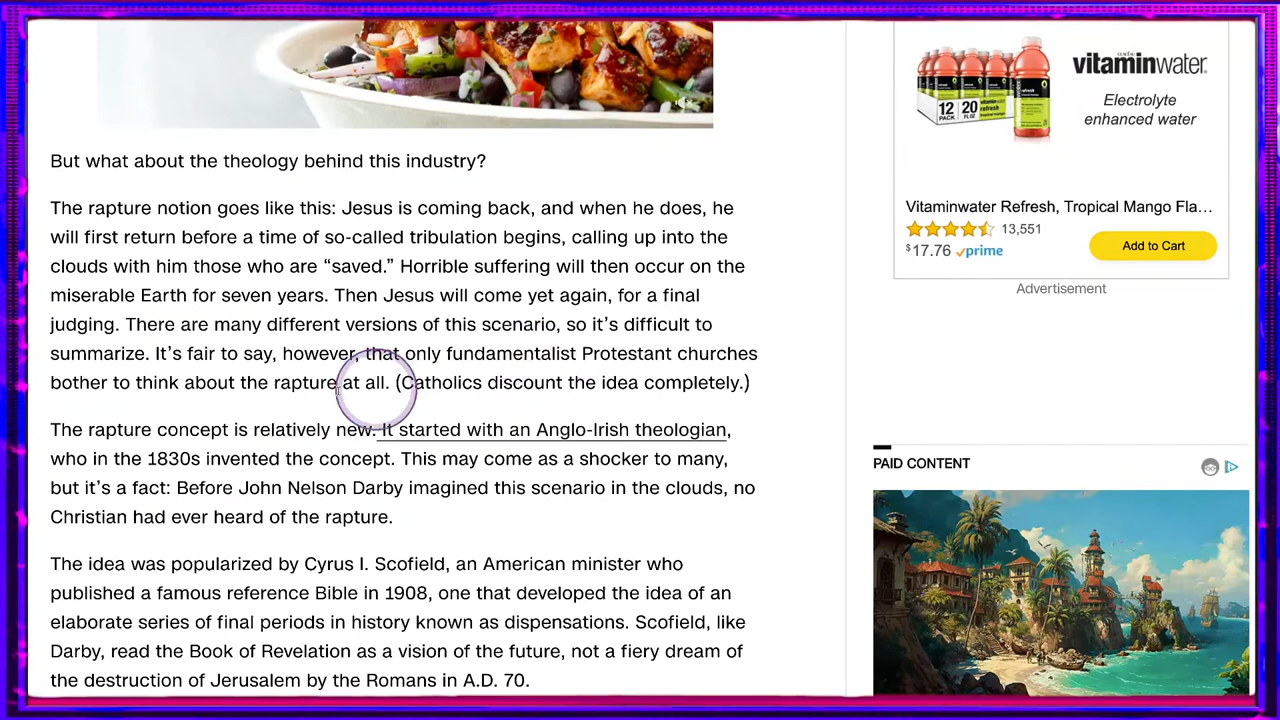 But what about the theology behind this industry?
The rapture notion goes like this: Jesus is coming back, and when he does, he
will first return before a time of so-called tribulation begins, calling up into the
clouds with him those who are “saved.” Horrible suffering will then occur on the
miserable Earth for seven years. Then Jesus will come yet again, for a final
judging. There are many different versions of this scenario, so it’s difficult to
summarize. It’s fair to say, however, that only fundamentalist Protestant churches
bother to think about the rapture at all. (Catholics discount the idea completely.)
The rapture concept is relatively new. It started with an Anglo-Irish theologian,
who in the 1830s invented the concept. This may come as a shocker to many,
but it’s a fact: Before John Nelson Darby imagined this scenario in the clouds, no
Christian had ever heard of the rapture.
The idea was popularized by Cyrus I. Scofield, an American minister who
published a famous reference Bible in 1908, one that developed the idea of an
elaborate series of final periods in history known as dispensations. Scofield, like
Darby, read the Book of Revelation as a vision of the future, not a fiery dream of
the destruction of Jerusalem by the Romans in A.D. 70.
vitaminwater
Electrolyte
enhanced water
12 PACK
20 FL OZ
vitaminwater
refresh
Vitaminwater Refresh, Tropical Mango Fla…
13,551
$17.76 prime
Add to Cart
Advertisement
PAID CONTENT